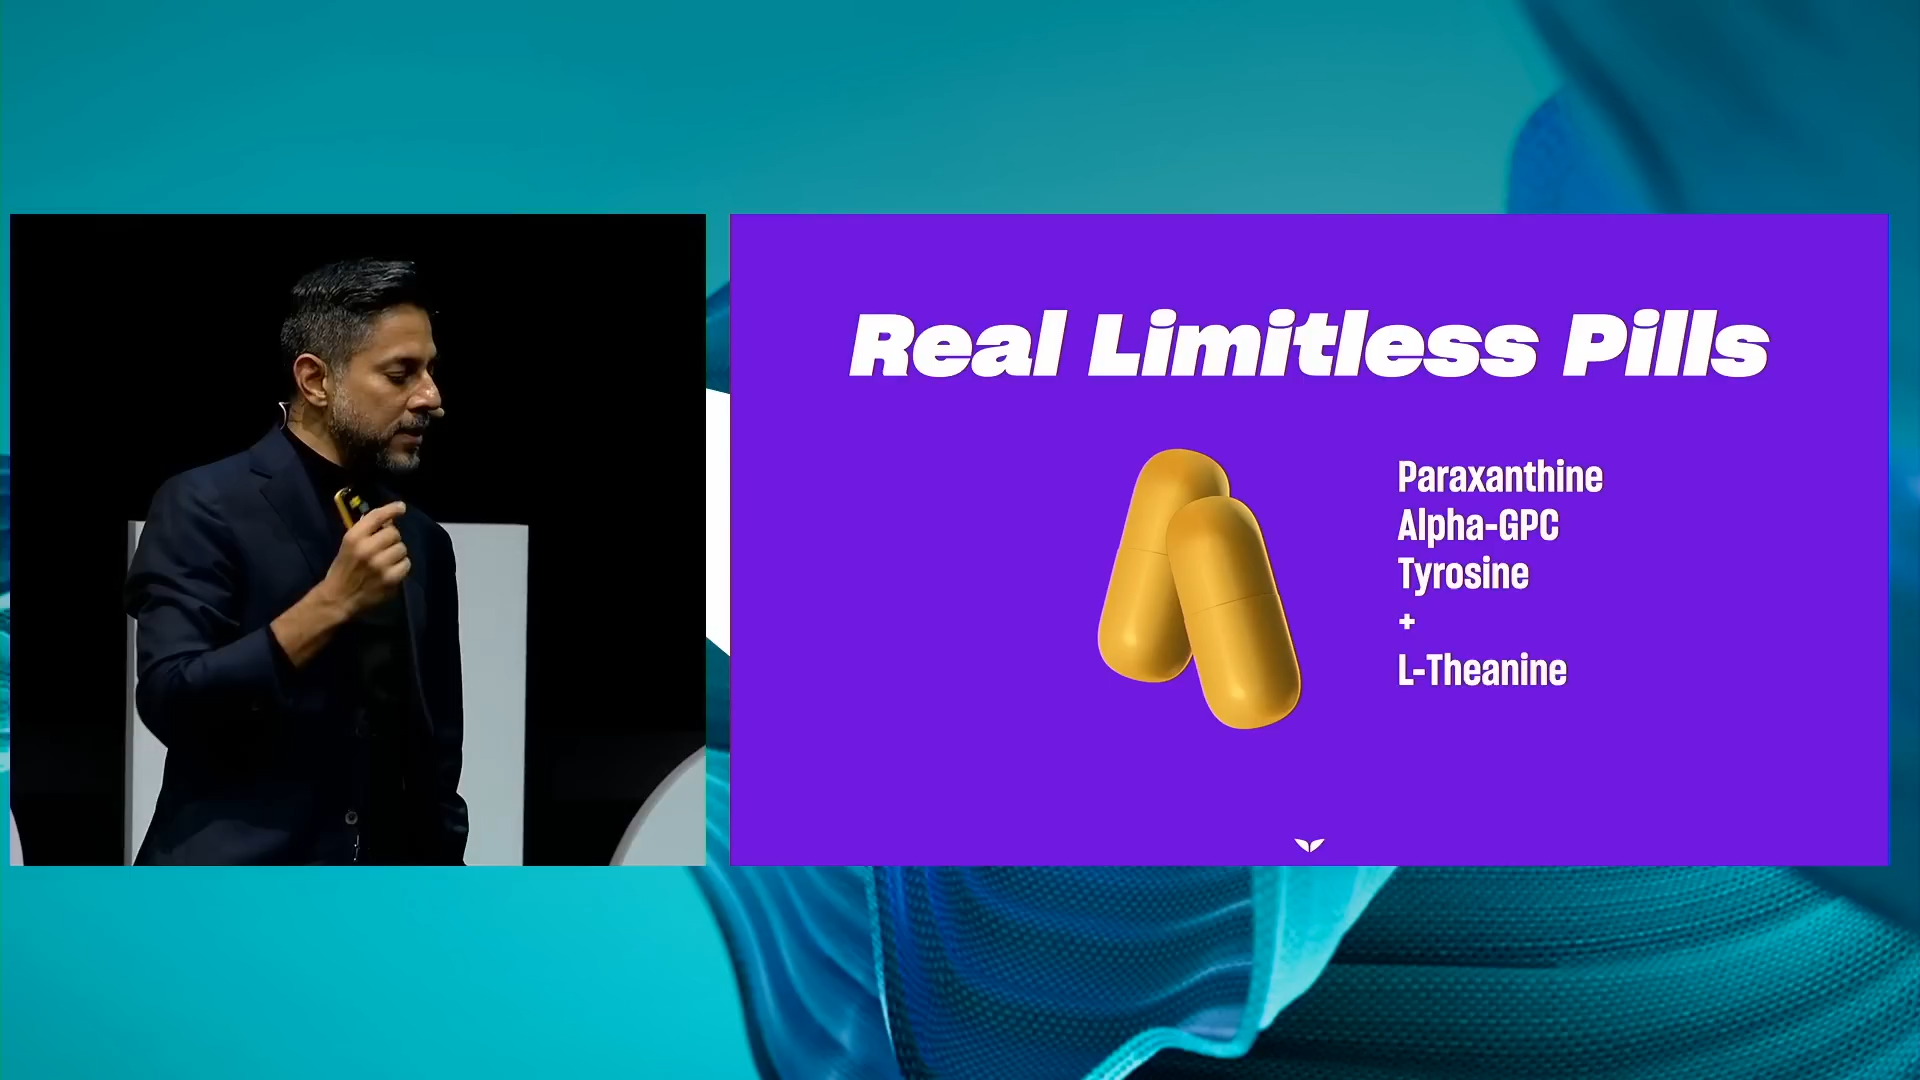 Real Limitless Pills
Paraxanthine
Alpha-GPC
Tyrosine
+
L-Theanine